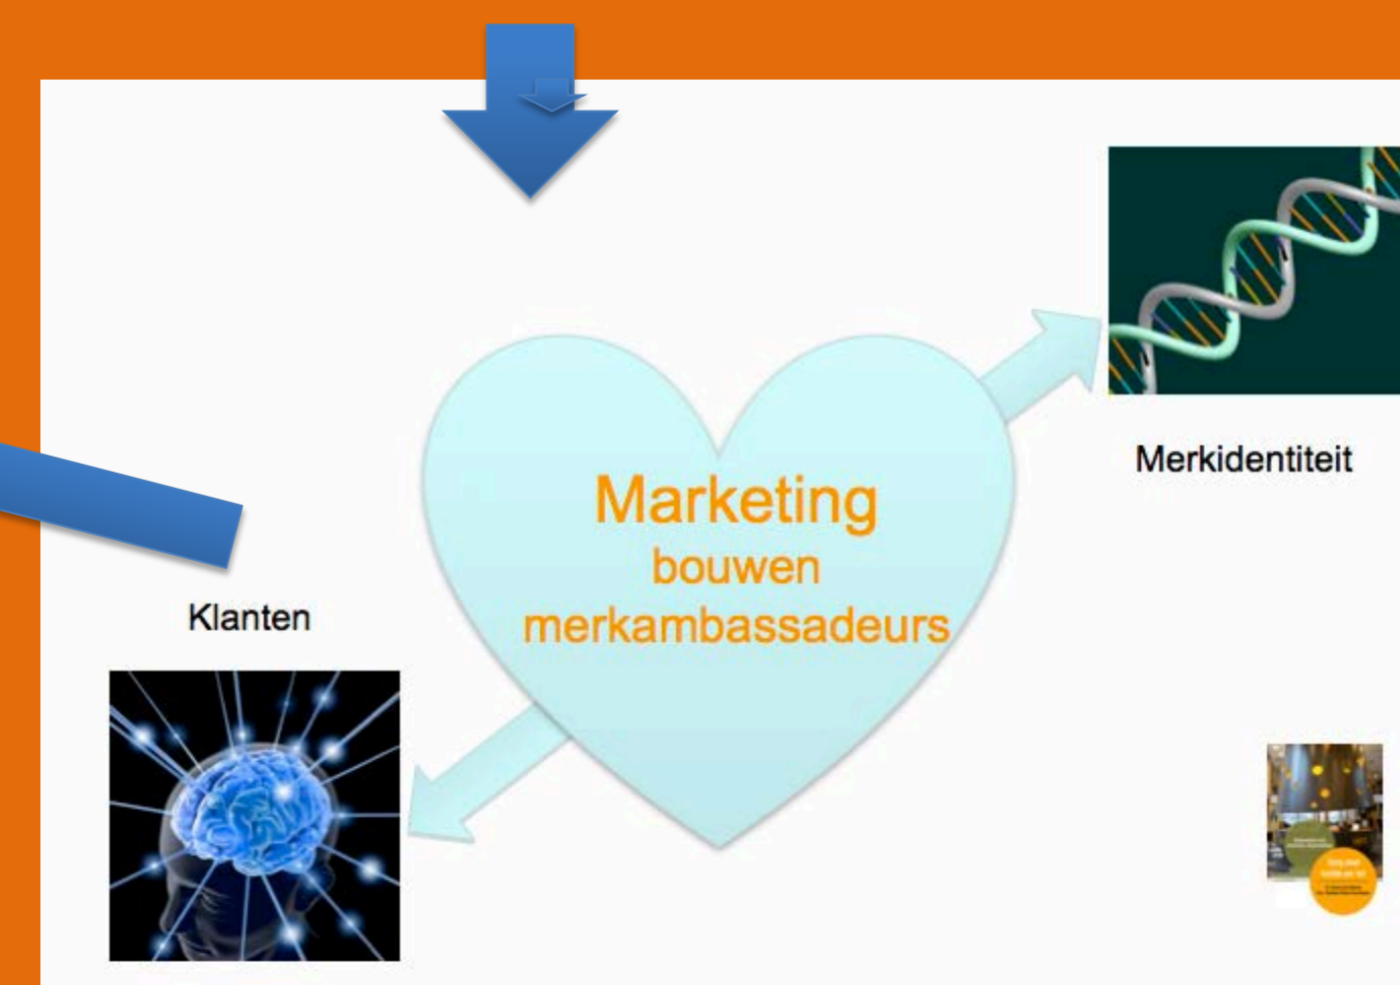 Merkidentiteit
Marketing
bouwen
merkambassadeurs
Klanten